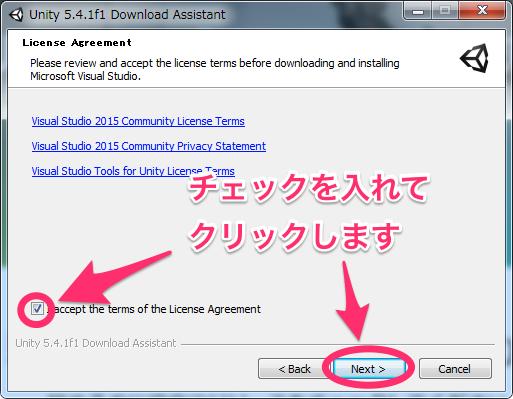 Unity 5.4.1f1 Download Assistant
License Agreement
Please review and accept the license terms before downloading and installing
Microsoft Visual Studio.
Visual Studio 2015 Community License Terms
Visual Studio 2015 Community Privacy Statement
Visual Studio Tools for Unity License Terms
チェックを入れて
クリックします
I accept the terms of the License Agreement
Unity 5.4.1f1 Download Assistant
< Back
Next >
Cancel